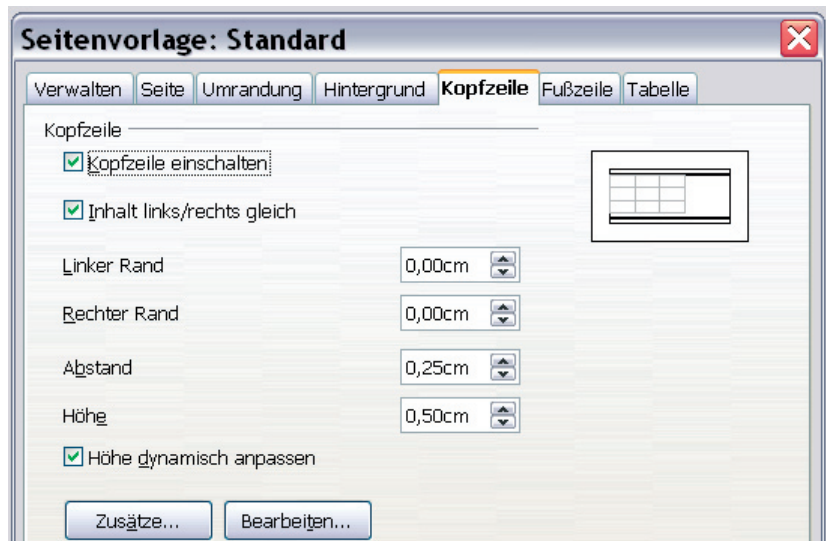 Seitenvorlage: Standard
Verwalten Seite Umrandung Hintergrund Kopfzeile Fußzeile Tabelle
Kopfzeile
Kopfzeile einschalten
Inhalt links/rechts gleich
Linker Rand 0,00cm
Rechter Rand 0,00cm
Abstand 0,25cm
Höhe 0,50cm
Höhe dynamisch anpassen
Zusätze... Bearbeiten...